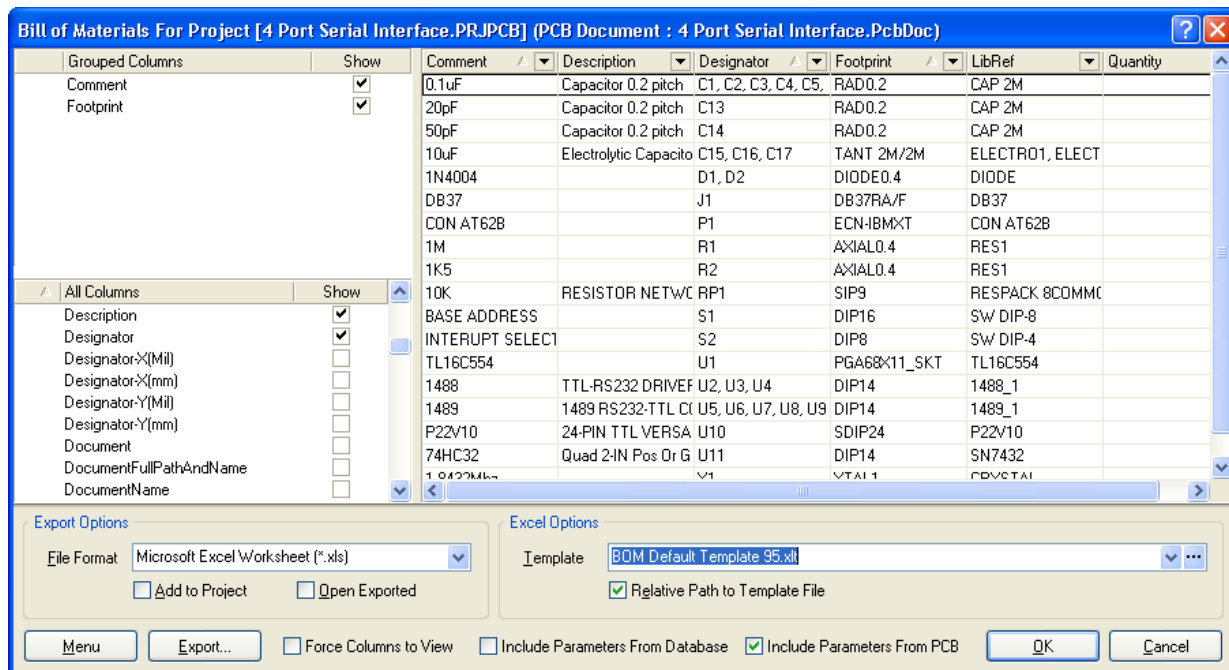 Bill of Materials For Project [4 Port Serial Interface.PRJPCB] (PCB Document : 4 Port Serial Interface.PcbDoc)
Grouped Columns Show
Comment
Footprint
All Columns Show
Description
Designator
Designator-X(Mil)
Designator-X(mm)
Designator-Y(Mil)
Designator-Y(mm)
Document
DocumentFullPathAndName
DocumentName
Comment Description Designator Footprint LibRef Quantity
0.1uF Capacitor 0.2 pitch C1, C2, C3, C4, C5, RAD0.2 CAP 2M
20pF Capacitor 0.2 pitch C13 RAD0.2 CAP 2M
50pF Capacitor 0.2 pitch C14 RAD0.2 CAP 2M
10uF Electrolytic Capacito C15, C16, C17 TANT 2M/2M ELECTRO1, ELECT
1N4004 D1, D2 DIODE0.4 DIODE
DB37 J1 DB37RA/F DB37
CON AT62B P1 ECN-IBMXT CON AT62B
1M R1 AXIAL0.4 RES1
1K5 R2 AXIAL0.4 RES1
10K RESISTOR NETWO RP1 SIP9 RESPACK 8COMMO
BASE ADDRESS S1 DIP16 SW DIP-8
INTERUPT SELECT S2 DIP8 SW DIP-4
TL16C554 U1 PGA68X11_SKT TL16C554
1488 TTL-RS232 DRIVER U2, U3, U4 DIP14 1488_1
1489 1489 RS232-TTL CO U5, U6, U7, U8, U9 DIP14 1489_1
P22V10 24-PIN TTL VERSA U10 SDIP24 P22V10
74HC32 Quad 2-IN Pos Or G U11 DIP14 SN7432
1.8432Mhz Y1 XTAL1 CRYSTAL
Export Options
File Format Microsoft Excel Worksheet (*.xls)
Add to Project Open Exported
Excel Options
Template BOM Default Template 95.xlt
Relative Path to Template File
Menu Export... Force Columns to View Include Parameters From Database Include Parameters From PCB OK Cancel